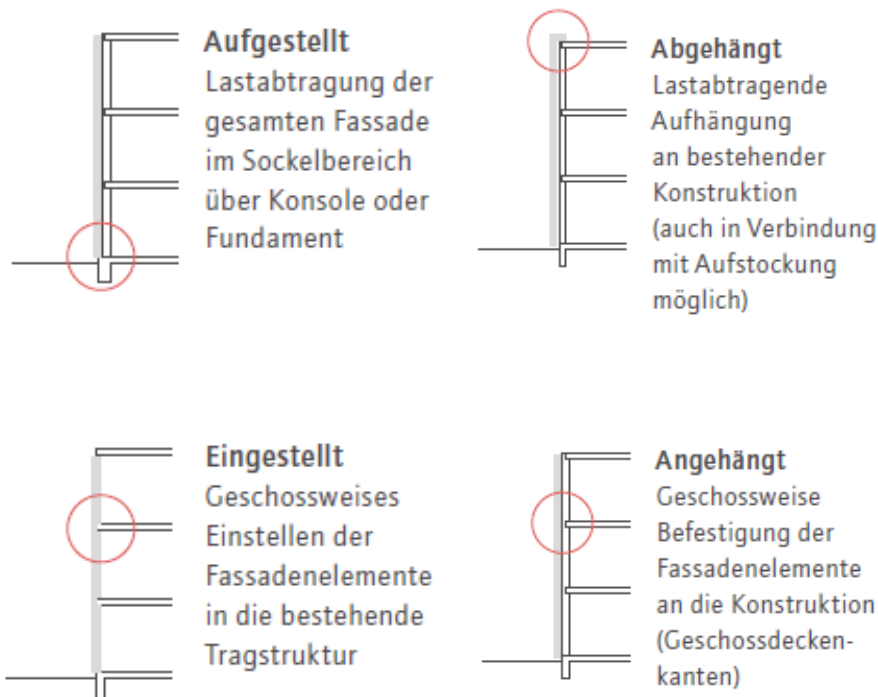 Aufgestellt
Lastabtragung der
gesamten Fassade
im Sockelbereich
über Konsole oder
Fundament
Abgehängt
Lastabtragende
Aufhängung
an bestehender
Konstruktion
(auch in Verbindung
mit Aufstockung
möglich)
Eingestellt
Geschossweises
Einstellen der
Fassadenelemente
in die bestehende
Tragstruktur
Angehängt
Geschossweise
Befestigung der
Fassadenelemente
an die Konstruktion
(Geschossdecken-
kanten)